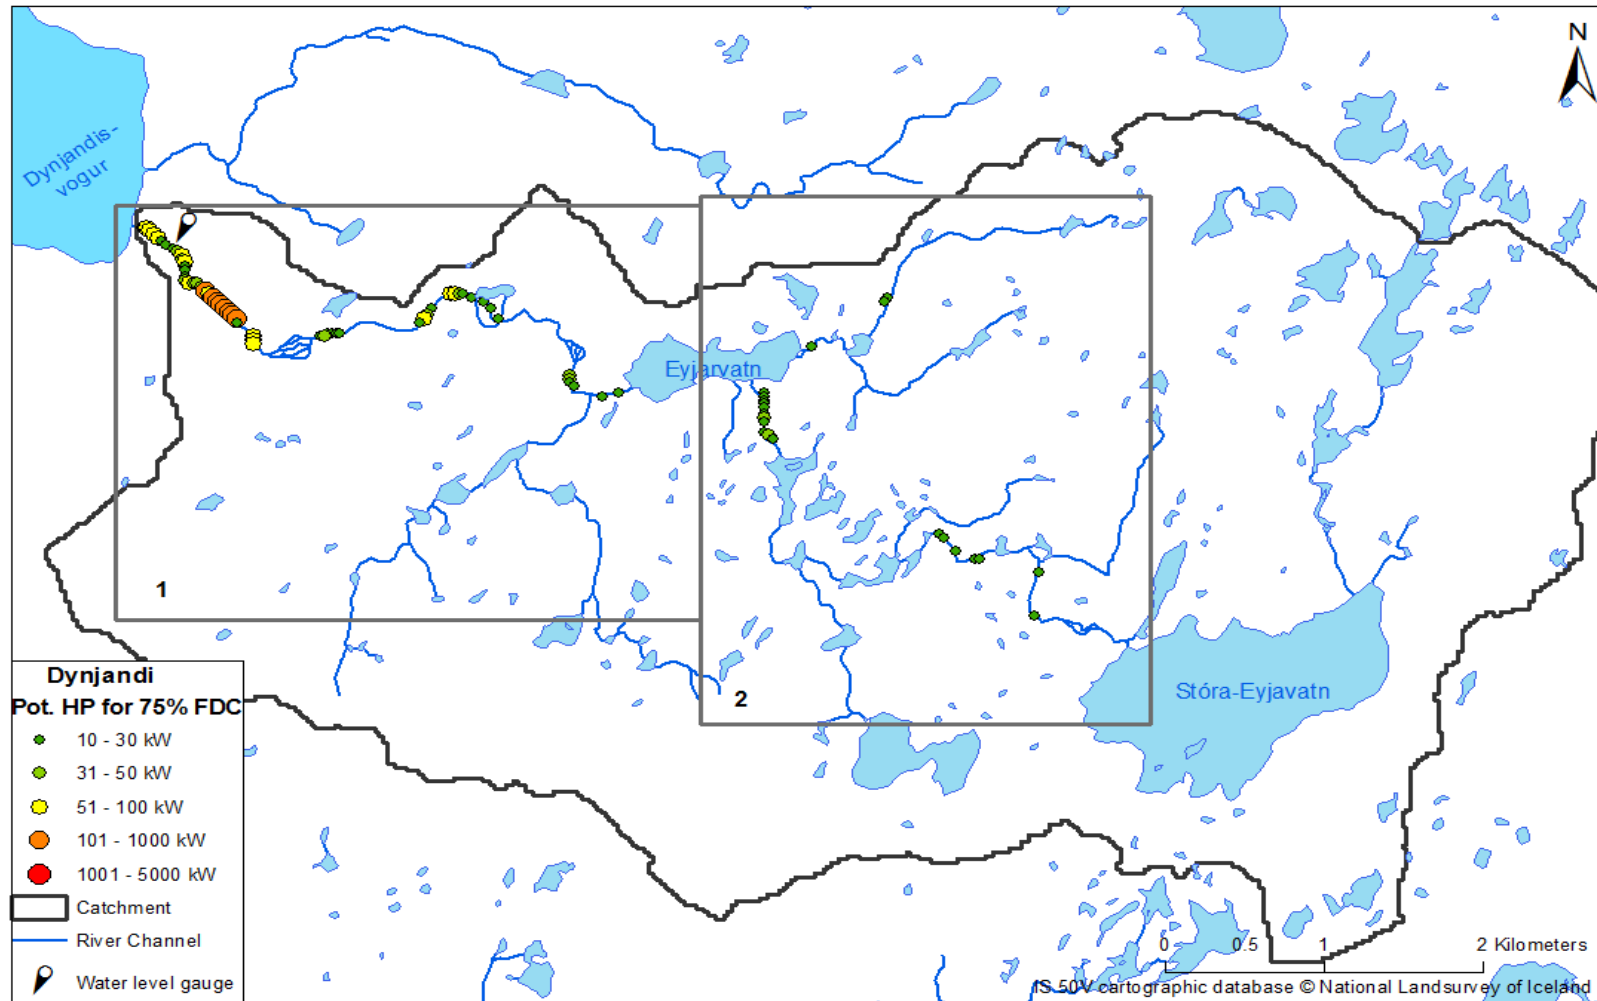 N
Dynjandis-
vogur
Eyjarvatn
1
2
Stóra-Eyjavatn
Dynjandi
Pot. HP for 75% FDC
10 - 30 kW
31 - 50 kW
51 - 100 kW
101 - 1000 kW
1001 - 5000 kW
Catchment
River Channel
Water level gauge
0 0.5 1 2 Kilometers
IS 50V cartographic database © National Landsurvey of Iceland